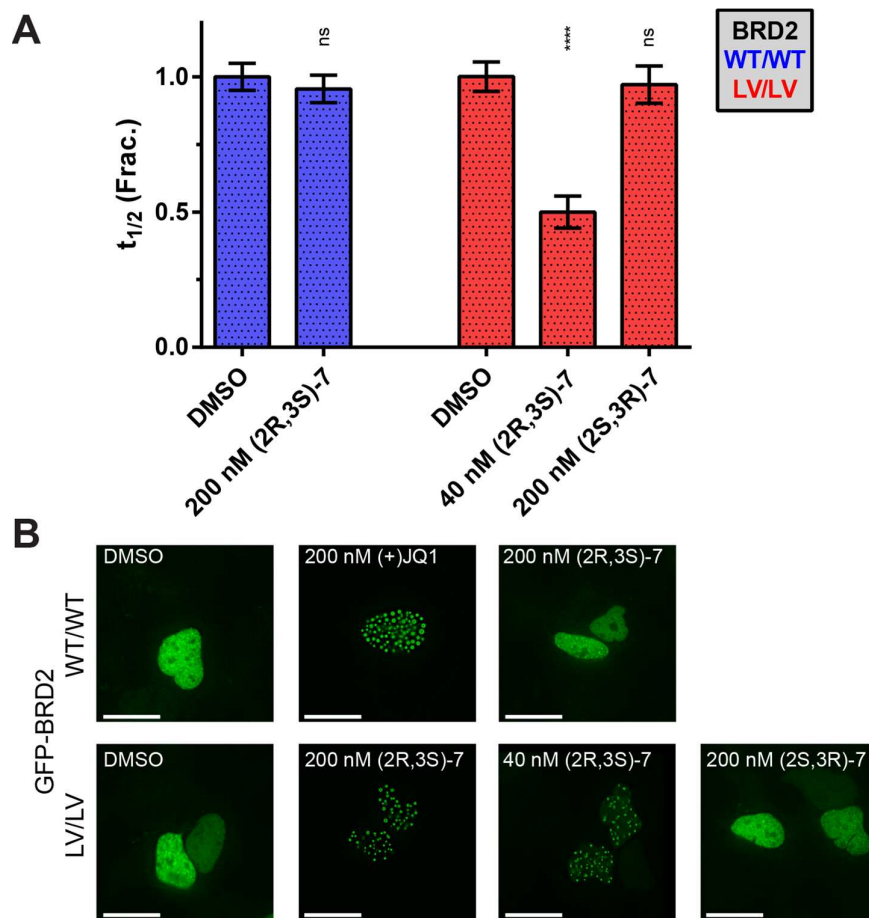 A
t1/2 (Frac.)
1.0
0.5
0.0
ns
****
ns
DMSO
200 nM (2R,3S)-7
DMSO
40 nM (2R,3S)-7
200 nM (2S,3R)-7
BRD2
WT/WT
LV/LV
B
GFP-BRD2
WT/WT
DMSO
200 nM (+)JQ1
200 nM (2R,3S)-7
LV/LV
DMSO
200 nM (2R,3S)-7
40 nM (2R,3S)-7
200 nM (2S,3R)-7